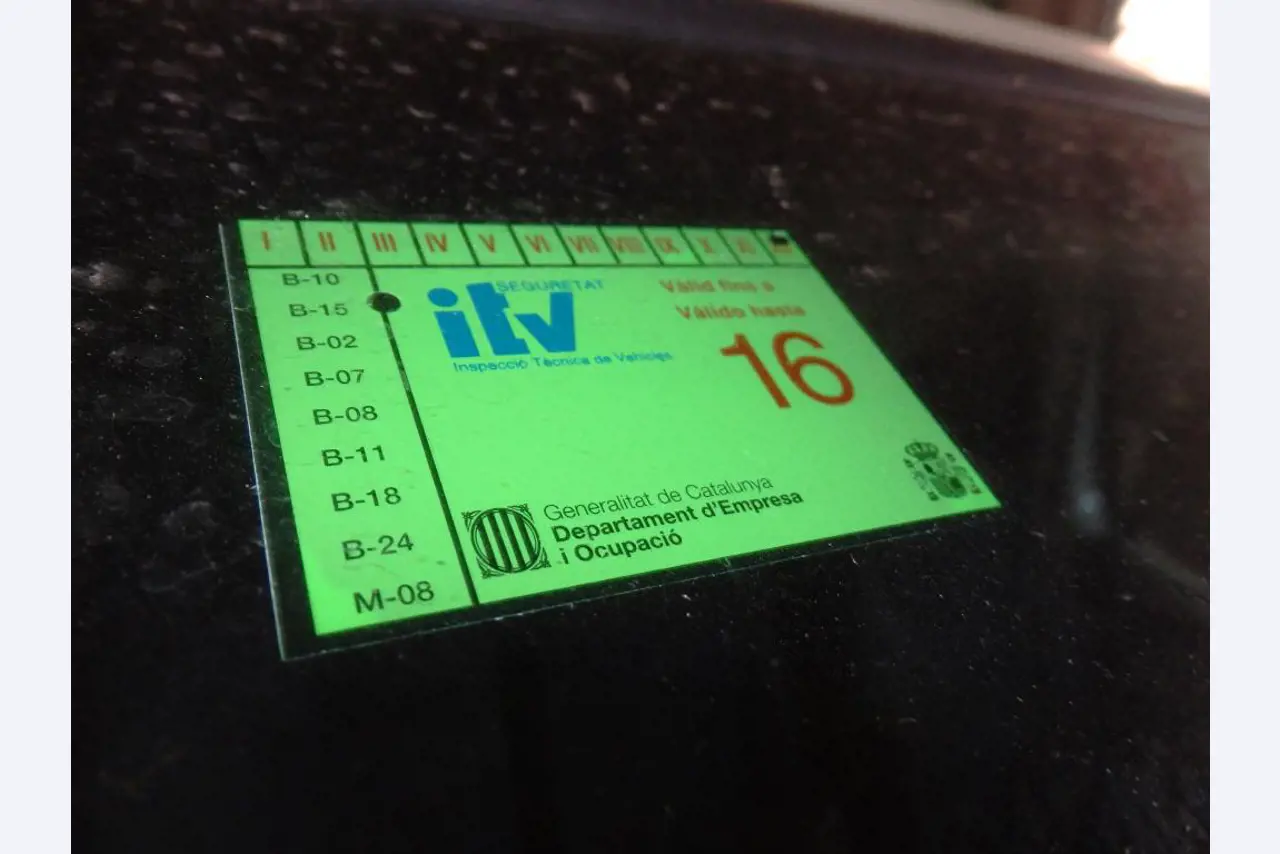 I II III IV V VI VII VIII IX X XI
B-10
B-15
B-02
B-07
B-08
B-11
B-18
B-24
M-08
SEGURETAT
itv
Inspecció Tècnica de Vehicles
Vàlid fins a
Válido hasta
16
Generalitat de Catalunya
Departament d'Empresa
i Ocupació